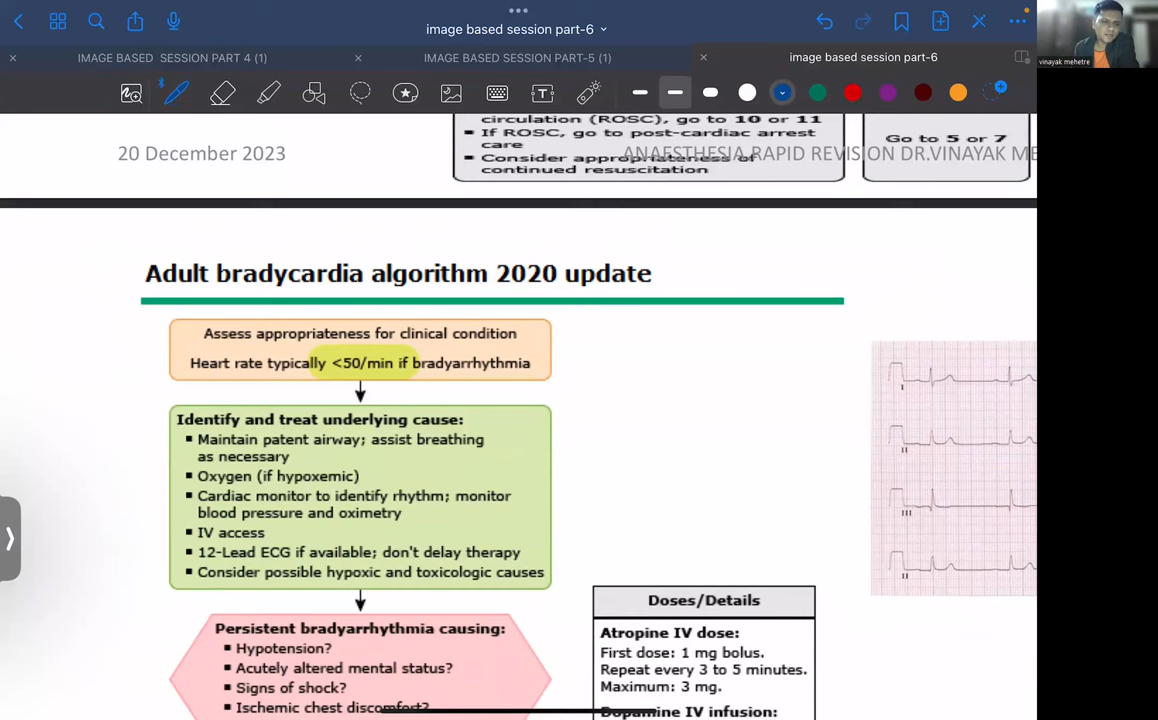 image based session part-6
IMAGE BASED SESSION PART 4 (1)
IMAGE BASED SESSION PART-5 (1)
image based session part-6
vinayak mehetre
circulation (ROSC), go to 10 or 11
▪ If ROSC, go to post-cardiac arrest
care
▪ Consider appropriateness of
continued resuscitation
Go to 5 or 7
20 December 2023
ANAESTHESIA RAPID REVISION DR.VINAYAK ME
Adult bradycardia algorithm 2020 update
Assess appropriateness for clinical condition
Heart rate typically <50/min if bradyarrhythmia
Identify and treat underlying cause:
▪ Maintain patent airway; assist breathing
as necessary
▪ Oxygen (if hypoxemic)
▪ Cardiac monitor to identify rhythm; monitor
blood pressure and oximetry
▪ IV access
▪ 12-Lead ECG if available; don't delay therapy
▪ Consider possible hypoxic and toxicologic causes
Persistent bradyarrhythmia causing:
▪ Hypotension?
▪ Acutely altered mental status?
▪ Signs of shock?
▪ Ischemic chest discomfort?
Doses/Details
Atropine IV dose:
First dose: 1 mg bolus.
Repeat every 3 to 5 minutes.
Maximum: 3 mg.
Dopamine IV infusion:
I
II
III
II